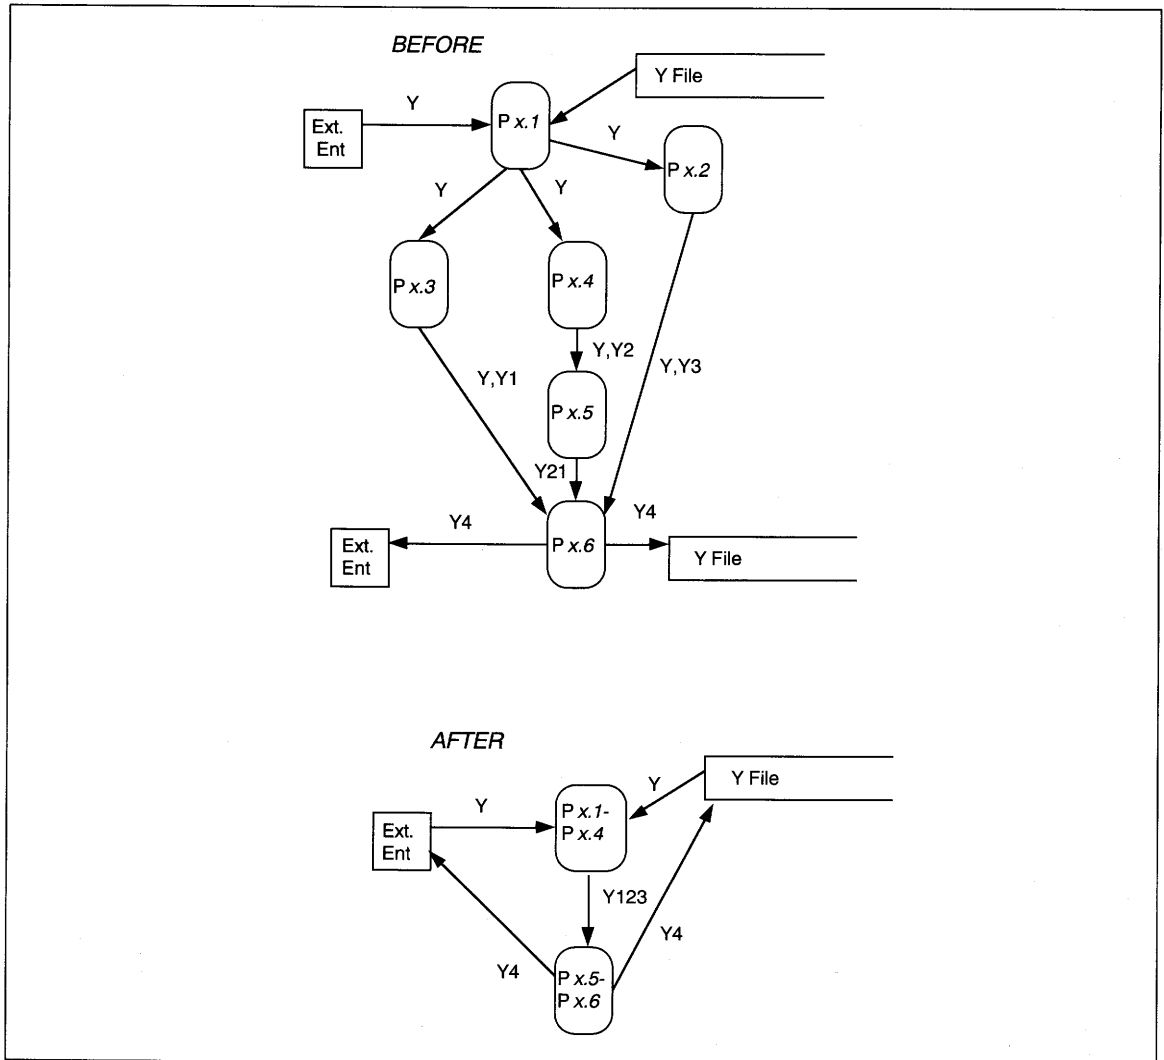 BEFORE
Y File
Y
Ext.
Ent
P x.1
Y
P x.2
Y
Y
P x.3
P x.4
Y,Y2
Y,Y1
Y,Y3
P x.5
Y21
Y4
Y4
Ext.
Ent
P x.6
Y File
AFTER
Y File
Y
Y
P x.1-
P x.4
Ext.
Ent
Y123
Y4
Y4
P x.5-
P x.6